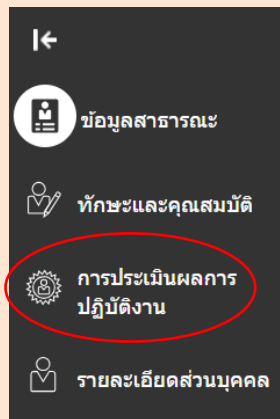 ข้อมูลสาธารณะ
ทักษะและคุณสมบัติ
การประเมินผลการ
ปฏิบัติงาน
รายละเอียดส่วนบุคคล